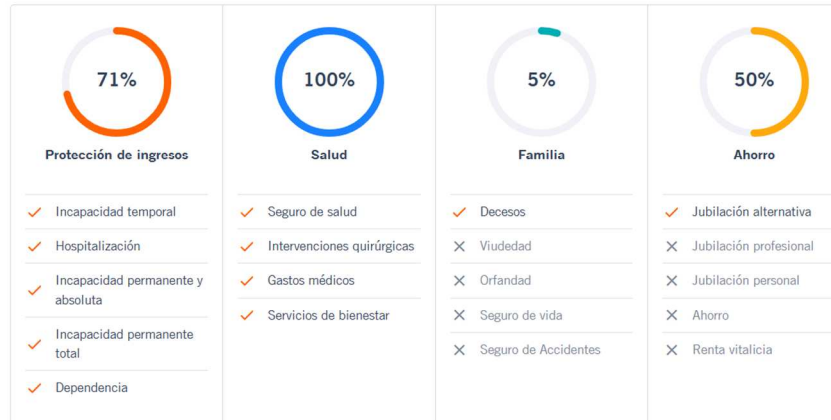 71%
Protección de ingresos
Incapacidad temporal
Hospitalización
Incapacidad permanente y
absoluta
Incapacidad permanente
total
Dependencia
100%
Salud
Seguro de salud
Intervenciones quirúrgicas
Gastos médicos
Servicios de bienestar
5%
Familia
Decesos
Viudedad
Orfandad
Seguro de vida
Seguro de Accidentes
50%
Ahorro
Jubilación alternativa
Jubilación profesional
Jubilación personal
Ahorro
Renta vitalicia